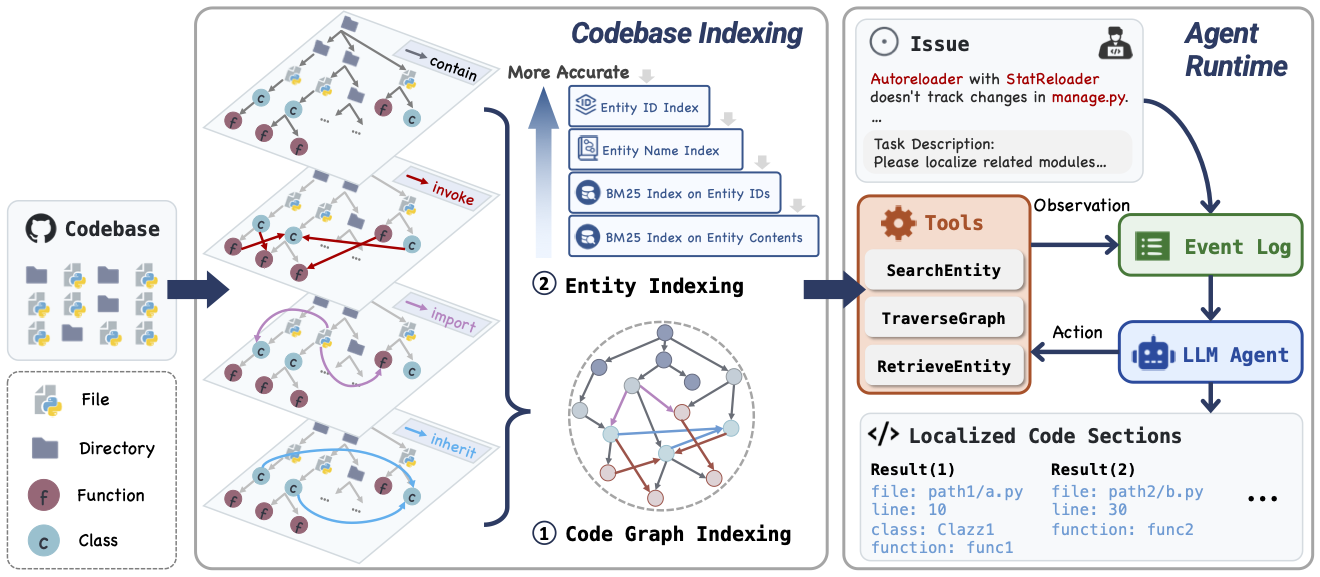 Codebase
File
Directory
Function
Class
Codebase Indexing
contain
invoke
import
inherit
c
f
c
f
f
f
c
...
...
c
f
c
f
f
f
c
...
...
c
f
c
f
f
f
c
...
...
c
f
c
f
f
f
c
...
...
More Accurate
ID
Entity ID Index
Entity Name Index
BM25 Index on Entity IDs
BM25 Index on Entity Contents
② Entity Indexing
① Code Graph Indexing
Agent
Runtime
Issue
</>
Autoreloader with StatReloader
doesn't track changes in manage.py.
...
Task Description:
Please localize related modules...
Tools
SearchEntity
TraverseGraph
RetrieveEntity
Observation
Action
Event Log
LLM Agent
</> Localized Code Sections
Result(1)
file: path1/a.py
line: 10
class: Clazz1
function: func1
Result(2)
file: path2/b.py
line: 30
function: func2
...